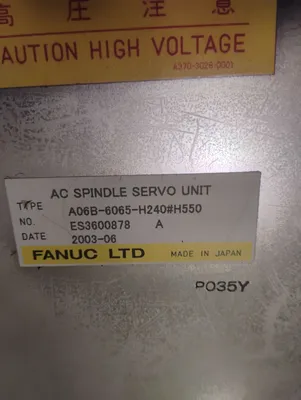 高圧注意
CAUTION HIGH VOLTAGE
A370-3028-0001
AC SPINDLE SERVO UNIT
TYPE A06B-6065-H240#H550
NO. ES3600878 A
DATE 2003-06
FANUC LTD MADE IN JAPAN
P035Y